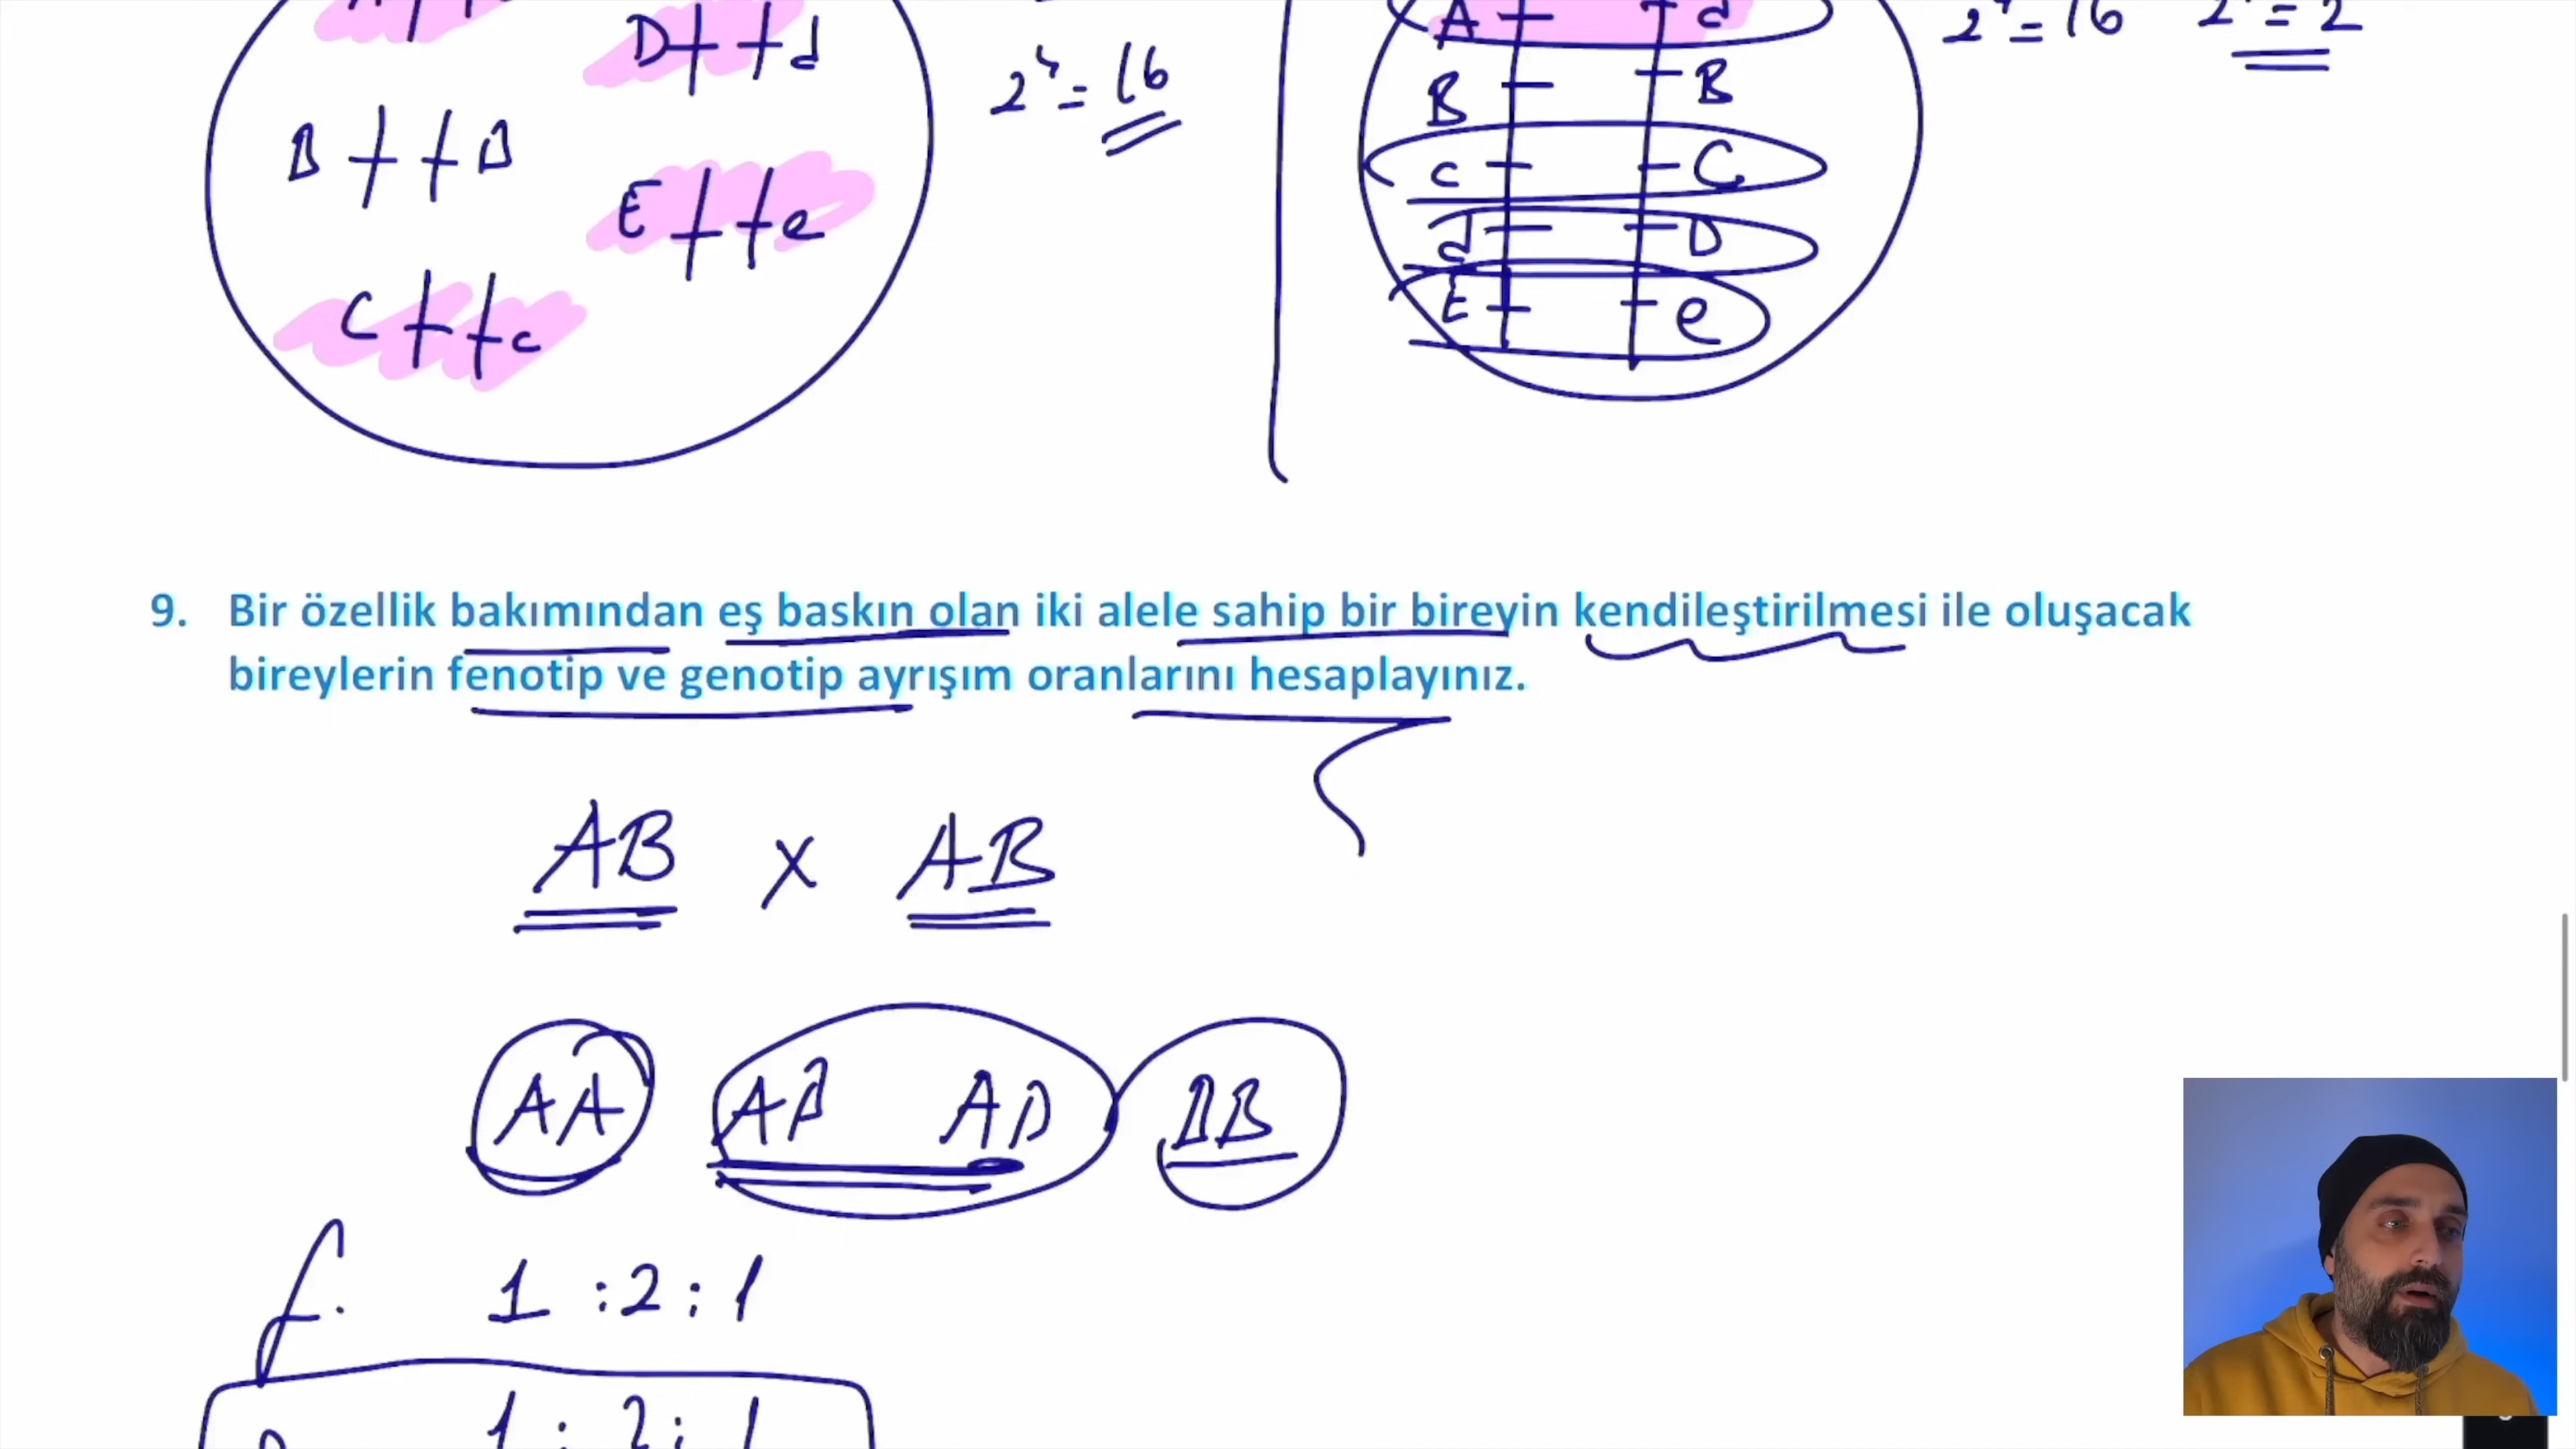 D d
2⁴ = 16
B B
E e
C c
A a
B B
c C
d D
E e
2⁴ = 16 2¹ = 2
9. Bir özellik bakımından eş baskın olan iki alele sahip bir bireyin kendileştirilmesi ile oluşacak
bireylerin fenotip ve genotip ayrışım oranlarını hesaplayınız.
AB x AB
AA AB AB BB
f. 1 : 2 : 1
1 : 2 : 1